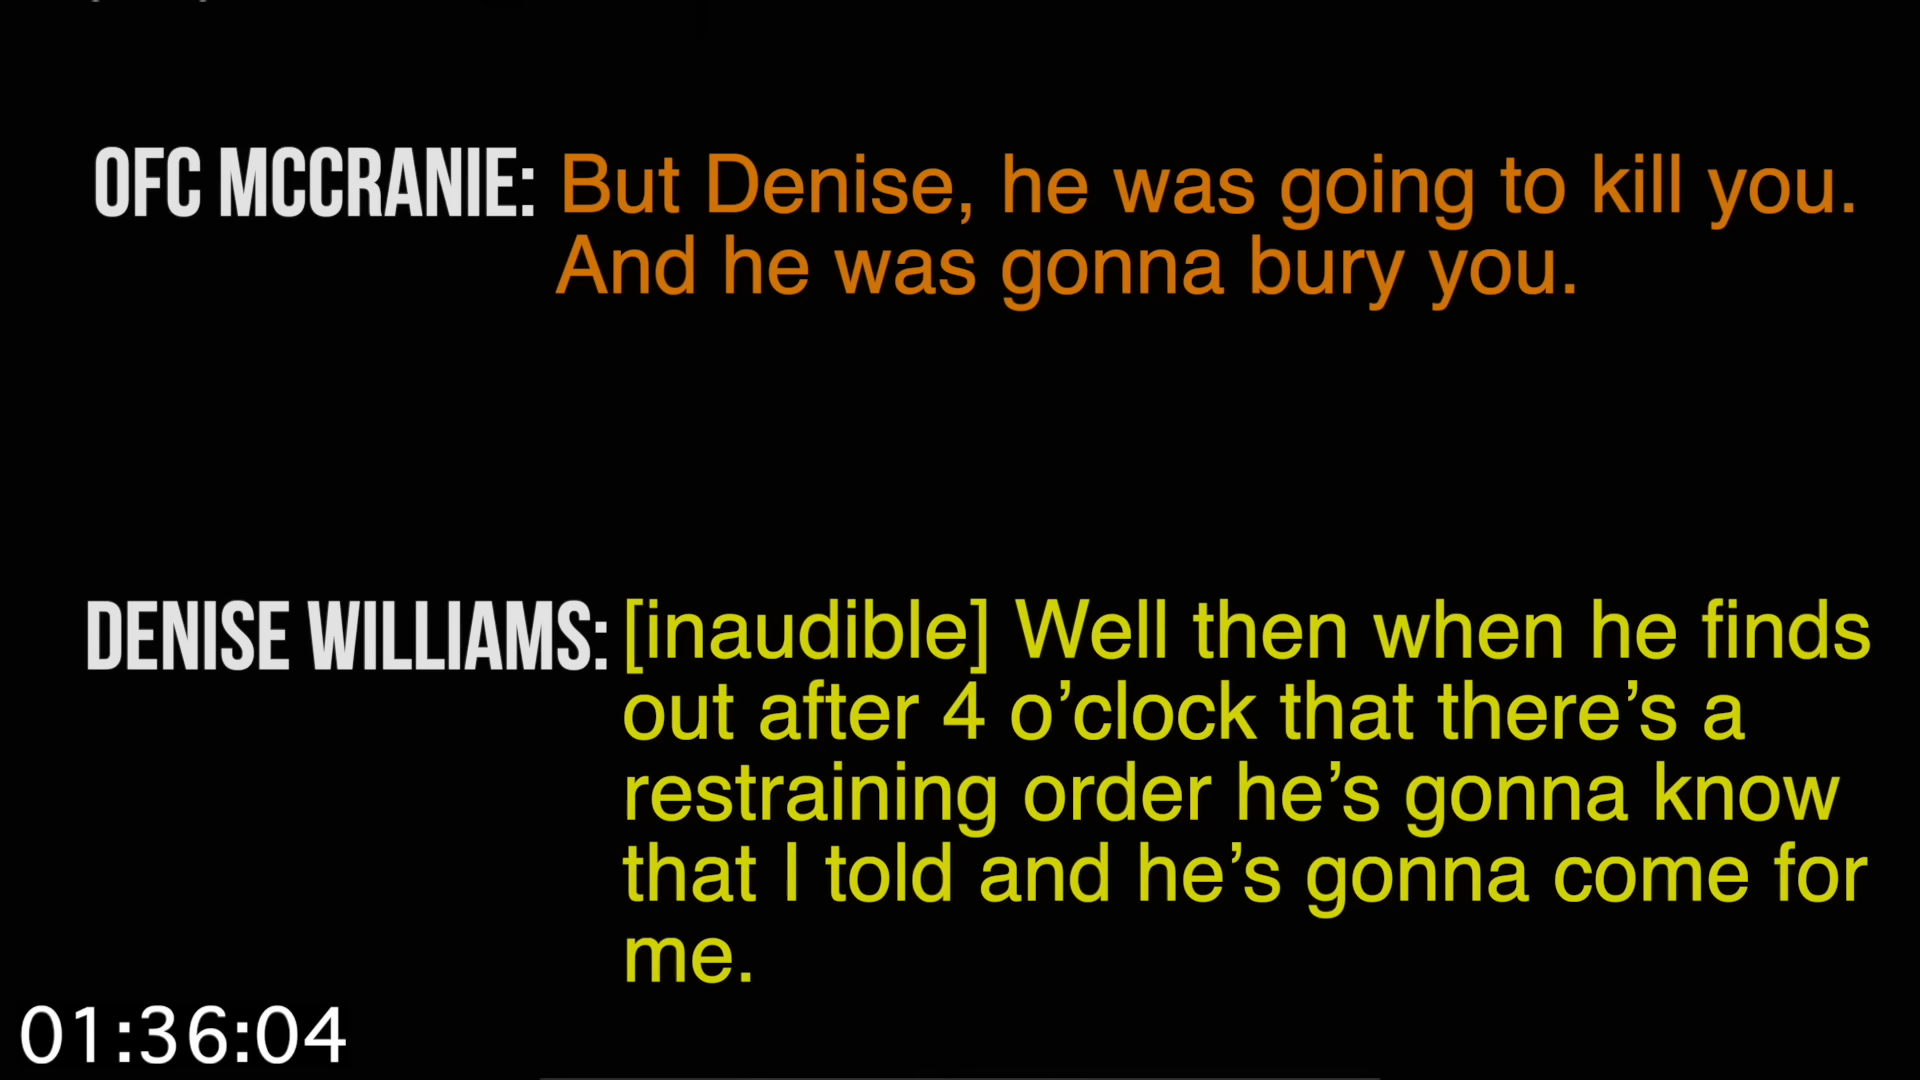 OFC MCCRANIE: But Denise, he was going to kill you.
And he was gonna bury you.
DENISE WILLIAMS: [inaudible] Well then when he finds
out after 4 o’clock that there’s a
restraining order he’s gonna know
that I told and he’s gonna come for
me.
01:36:04